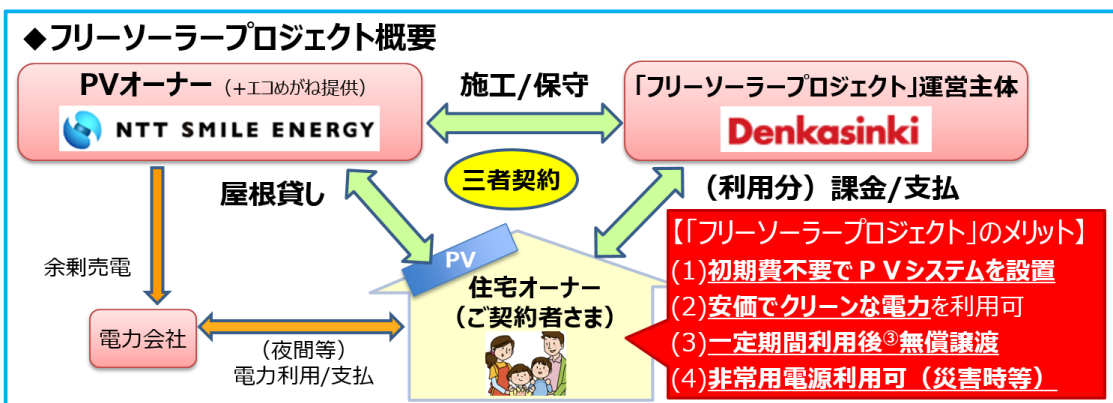 ◆フリーソーラープロジェクト概要
PVオーナー（+エコめがね提供）
NTT SMILE ENERGY
施工/保守
「フリーソーラープロジェクト」運営主体
Denkasinki
三者契約
屋根貸し
（利用分）課金/支払
余剰売電
PV
住宅オーナー
（ご契約者さま）
電力会社
（夜間等）
電力利用/支払
【「フリーソーラープロジェクト」のメリット】
(1)初期費不要でＰＶシステムを設置
(2)安価でクリーンな電力を利用可
(3)一定期間利用後③無償譲渡
(4)非常用電源利用可（災害時等）